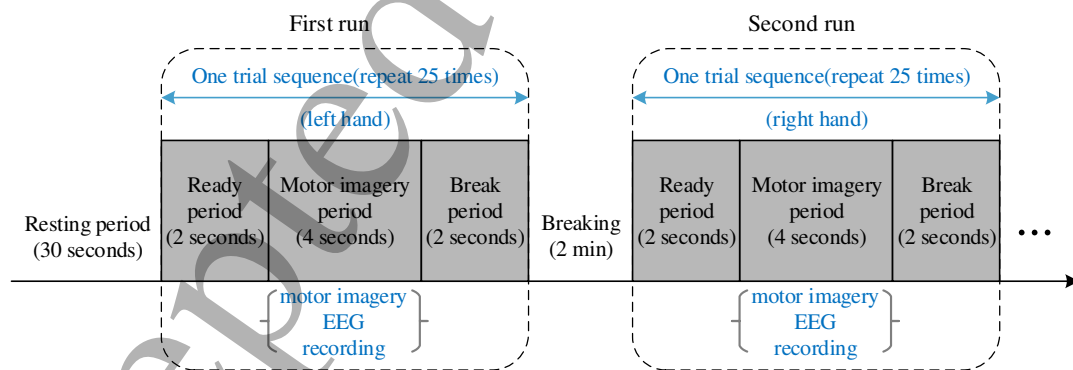 First run
Second run
One trial sequence(repeat 25 times)
One trial sequence(repeat 25 times)
(left hand)
(right hand)
Resting period
(30 seconds)
Ready
period
(2 seconds)
Motor imagery
period
(4 seconds)
Break
period
(2 seconds)
Breaking
(2 min)
Ready
period
(2 seconds)
Motor imagery
period
(4 seconds)
Break
period
(2 seconds)
...
motor imagery
EEG
recording
motor imagery
EEG
recording
epted